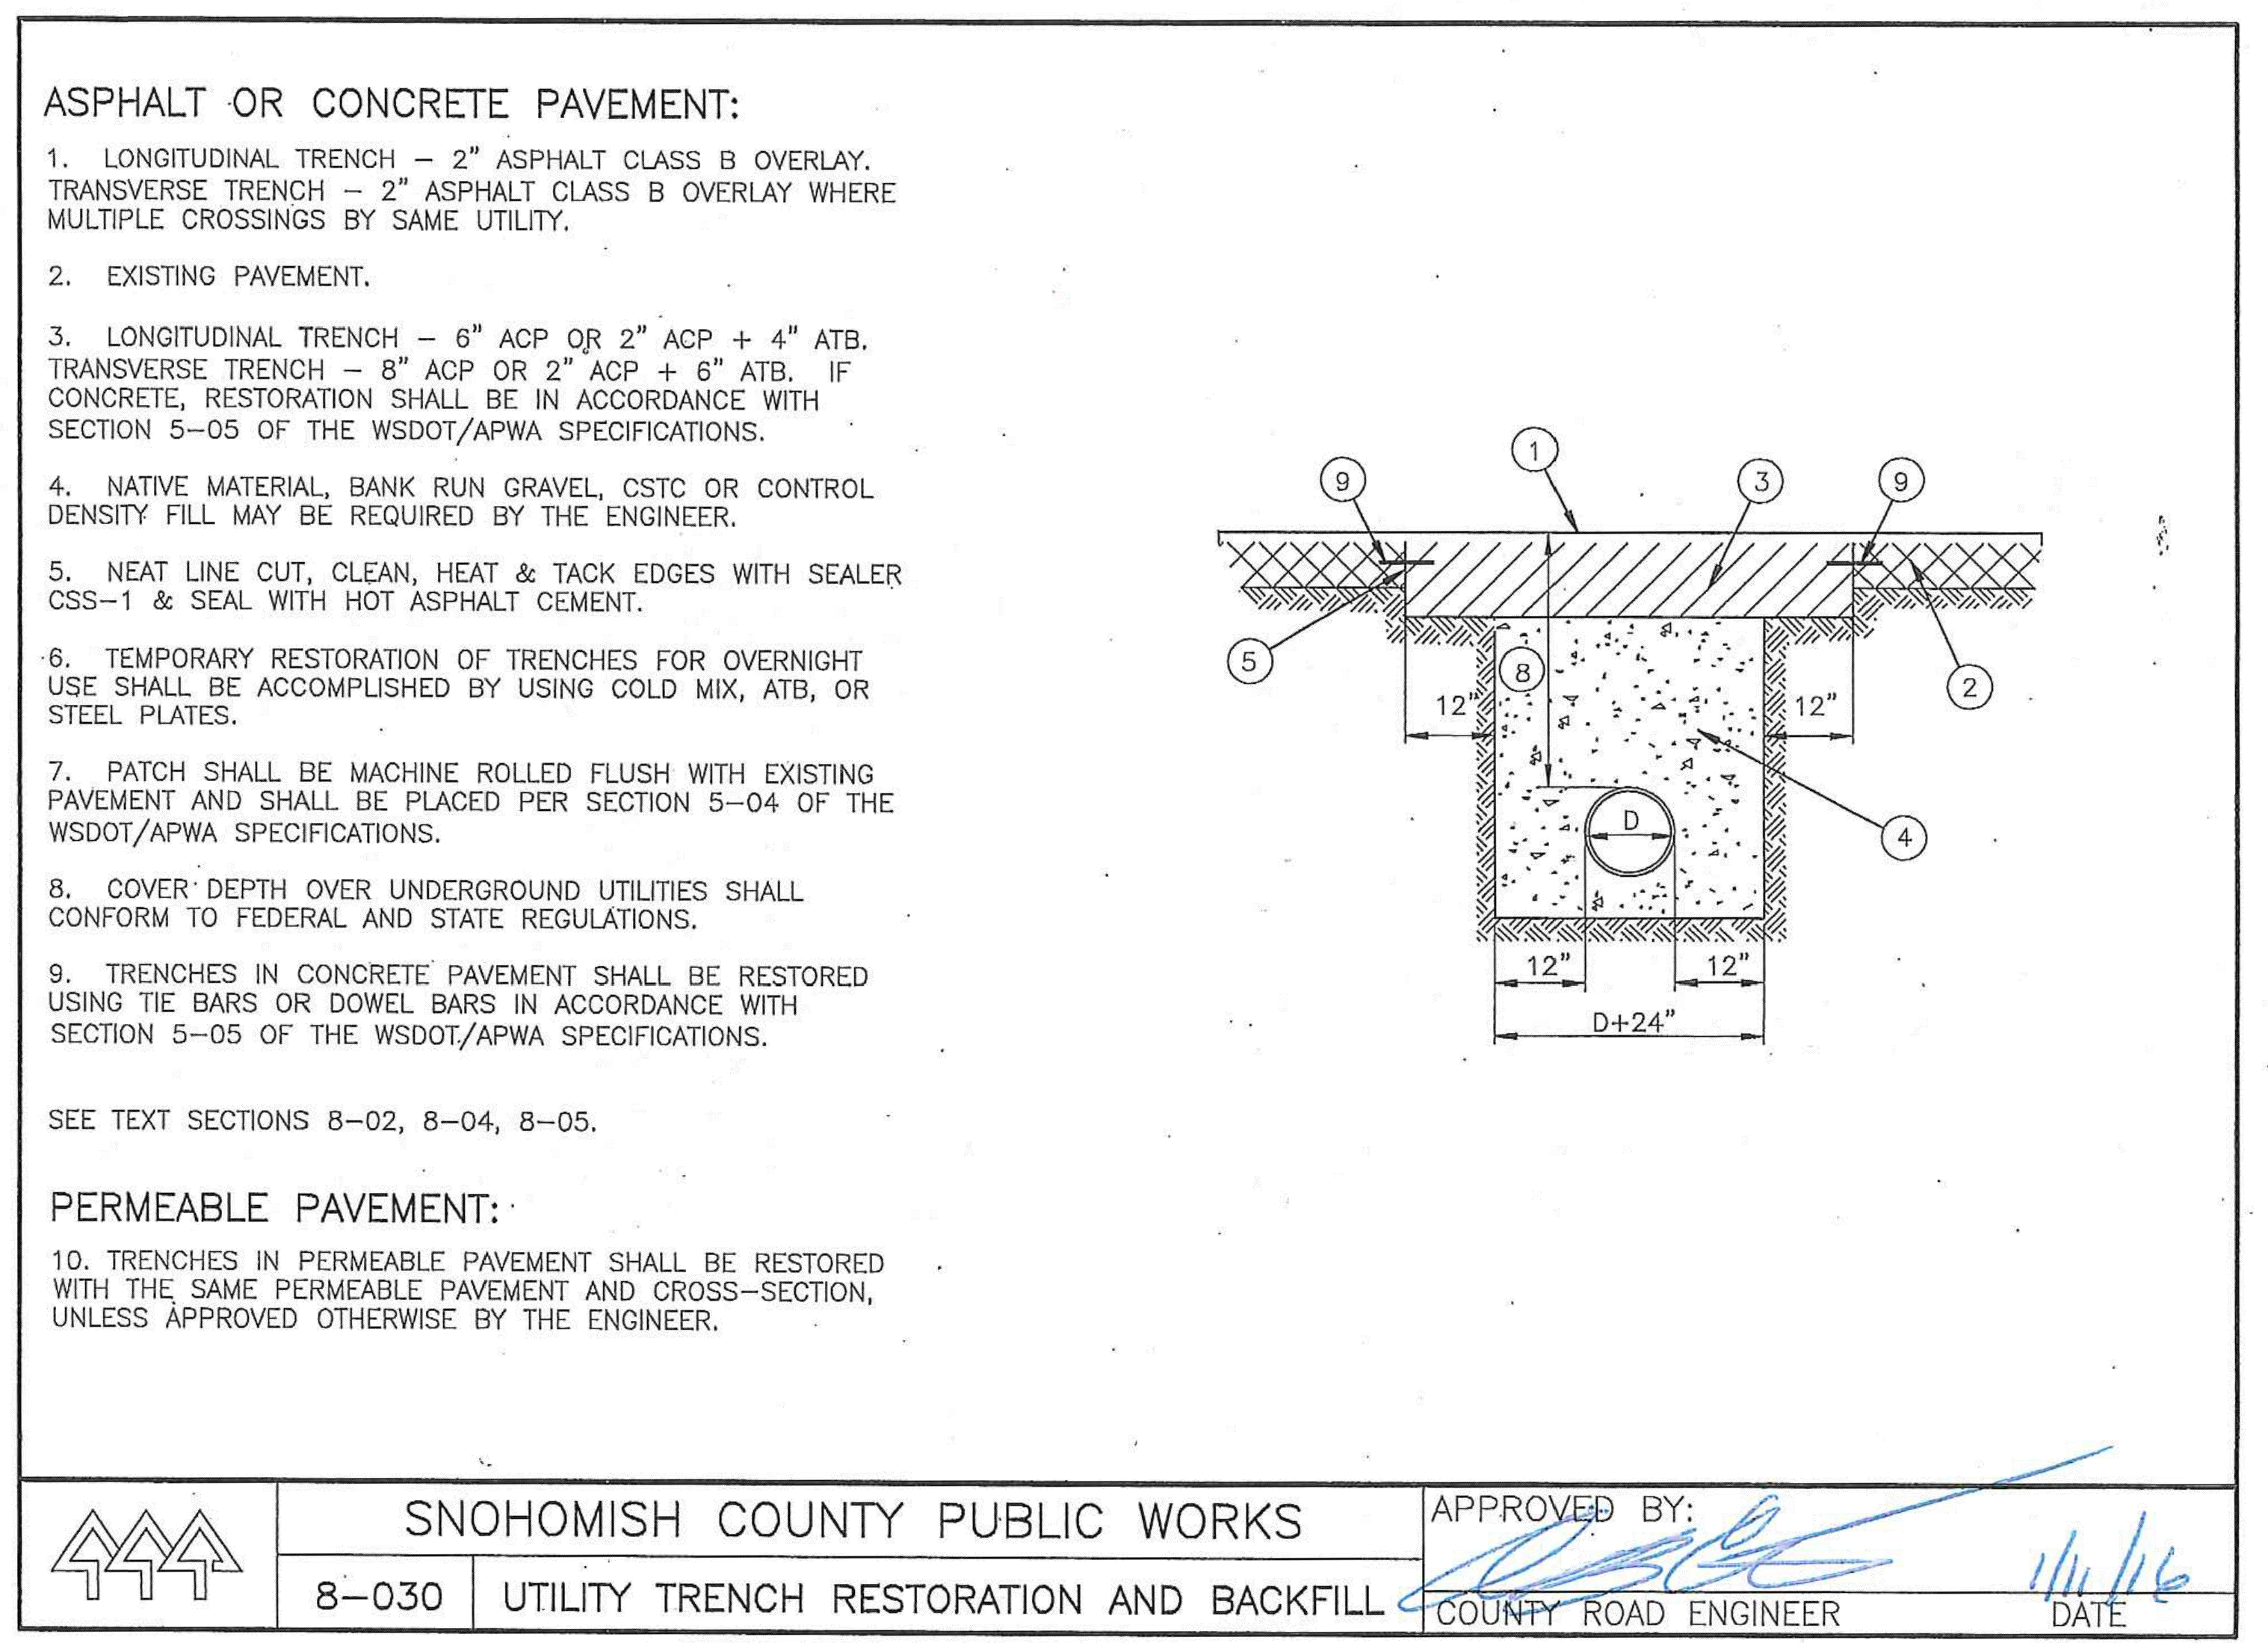 ASPHALT OR CONCRETE PAVEMENT:
1. LONGITUDINAL TRENCH – 2" ASPHALT CLASS B OVERLAY.
TRANSVERSE TRENCH – 2" ASPHALT CLASS B OVERLAY WHERE
MULTIPLE CROSSINGS BY SAME UTILITY.
2. EXISTING PAVEMENT.
3. LONGITUDINAL TRENCH – 6" ACP OR 2" ACP + 4" ATB.
TRANSVERSE TRENCH – 8" ACP OR 2" ACP + 6" ATB. IF
CONCRETE, RESTORATION SHALL BE IN ACCORDANCE WITH
SECTION 5–05 OF THE WSDOT/APWA SPECIFICATIONS.
4. NATIVE MATERIAL, BANK RUN GRAVEL, CSTC OR CONTROL
DENSITY FILL MAY BE REQUIRED BY THE ENGINEER.
5. NEAT LINE CUT, CLEAN, HEAT & TACK EDGES WITH SEALER
CSS–1 & SEAL WITH HOT ASPHALT CEMENT.
6. TEMPORARY RESTORATION OF TRENCHES FOR OVERNIGHT
USE SHALL BE ACCOMPLISHED BY USING COLD MIX, ATB, OR
STEEL PLATES.
7. PATCH SHALL BE MACHINE ROLLED FLUSH WITH EXISTING
PAVEMENT AND SHALL BE PLACED PER SECTION 5–04 OF THE
WSDOT/APWA SPECIFICATIONS.
8. COVER DEPTH OVER UNDERGROUND UTILITIES SHALL
CONFORM TO FEDERAL AND STATE REGULATIONS.
9. TRENCHES IN CONCRETE PAVEMENT SHALL BE RESTORED
USING TIE BARS OR DOWEL BARS IN ACCORDANCE WITH
SECTION 5–05 OF THE WSDOT/APWA SPECIFICATIONS.
SEE TEXT SECTIONS 8–02, 8–04, 8–05.
PERMEABLE PAVEMENT:
10. TRENCHES IN PERMEABLE PAVEMENT SHALL BE RESTORED
WITH THE SAME PERMEABLE PAVEMENT AND CROSS–SECTION,
UNLESS APPROVED OTHERWISE BY THE ENGINEER.
1
9
3
9
5
8
2
12"
12"
D
4
12"
12"
D+24"
SNOHOMISH COUNTY PUBLIC WORKS
8–030
UTILITY TRENCH RESTORATION AND BACKFILL
APPROVED BY:
1/11/16
COUNTY ROAD ENGINEER
DATE